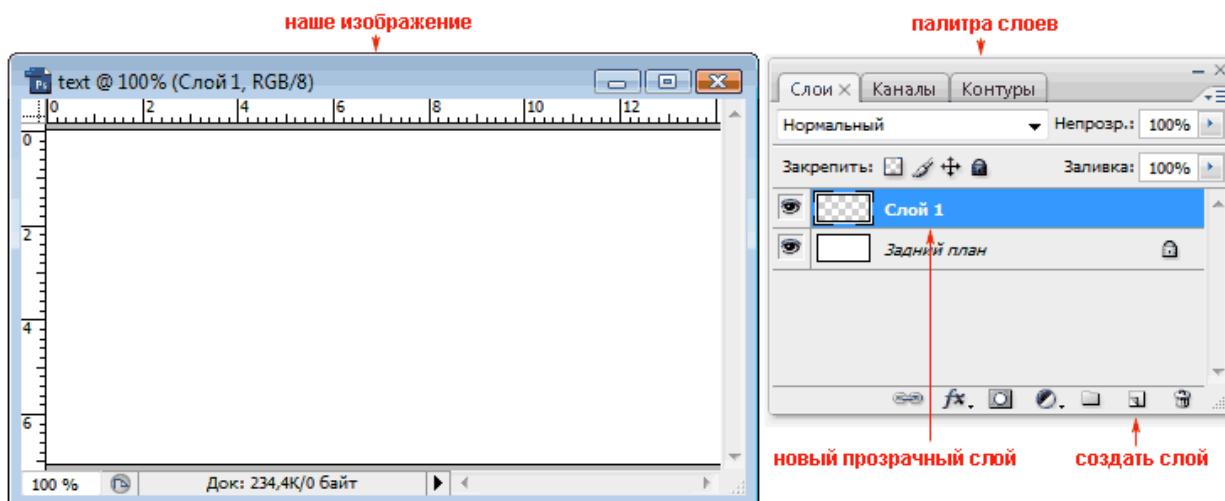 наше изображение
палитра слоев
text @ 100% (Слой 1, RGB/8)
0 2 4 6 8 10 12
0
2
4
6
100 %
Док: 234,4K/0 байт
Слои × Каналы Контуры
Нормальный Непрозр.: 100%
Закрепить: Заливка: 100%
Слой 1
Задний план
fx.
новый прозрачный слой
создать слой